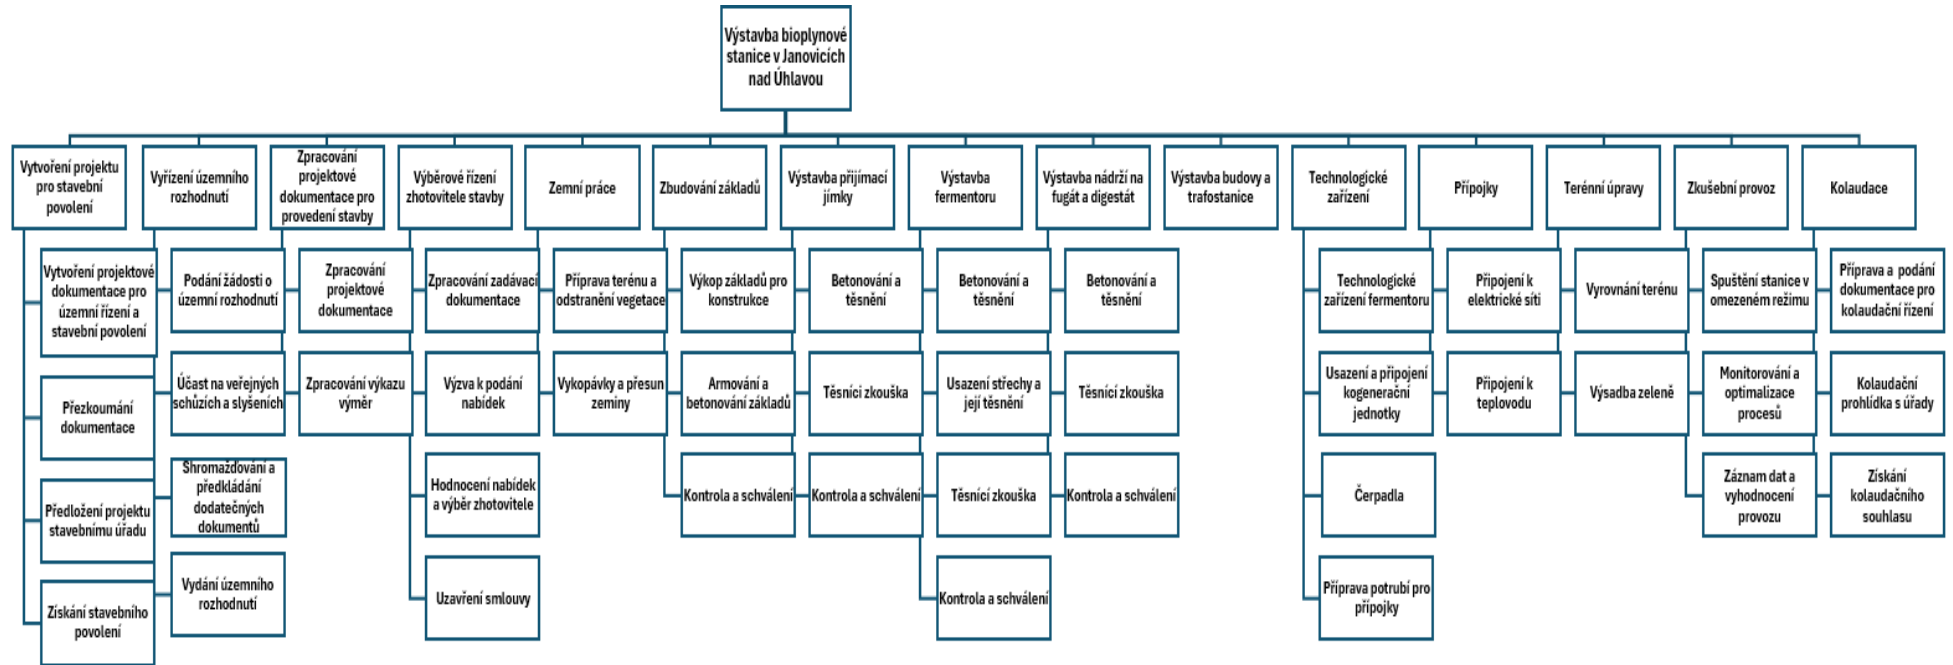 Výstavba bioplynové
stanice v Janovicích
nad Úhlavou
Vytvoření projektu
pro stavební
povolení
Vyřízení územního
rozhodnutí
Zpracování
projektové
dokumentace pro
provedení stavby
Výběrové řízení
zhotovitele stavby
Zemní práce
Zbudování základů
Výstavba přijímací
jímky
Výstavba
fermentoru
Výstavba nádrží na
fugát a digestát
Výstavba budovy a
trafostanice
Technologické
zařízení
Přípojky
Terénní úpravy
Zkušební provoz
Kolaudace
Vytvoření projektové
dokumentace pro
územní řízení a
stavební povolení
Přezkoumání
dokumentace
Předložení projektu
stavebnímu úřadu
Získání stavebního
povolení
Podání žádosti o
územní rozhodnutí
Účast na veřejných
schůzích a slyšeních
Shromažďování a
předkládání
dodatečných
dokumentů
Vydání územního
rozhodnutí
Zpracování
projektové
dokumentace
Zpracování výkazu
výměr
Zpracování zadávací
dokumentace
Výzva k podání
nabídek
Hodnocení nabídek
a výběr zhotovitele
Uzavření smlouvy
Příprava terénu a
odstranění vegetace
Vykopávky a přesun
zeminy
Výkop základů pro
konstrukce
Armování a
betonování základů
Kontrola a schválení
Betonování a
těsnění
Těsnící zkouška
Kontrola a schválení
Betonování a
těsnění
Usazení střechy a
její těsnění
Těsnící zkouška
Kontrola a schválení
Betonování a
těsnění
Těsnící zkouška
Kontrola a schválení
Technologické
zařízení fermentoru
Usazení a připojení
kogenerační
jednotky
Čerpadla
Příprava potrubí pro
přípojky
Připojení k
elektrické síti
Připojení k
teplovodu
Vyrovnání terénu
Výsadba zeleně
Spuštění stanice v
omezeném režimu
Monitorování a
optimalizace
procesů
Záznam dat a
vyhodnocení
provozu
Příprava a podání
dokumentace pro
kolaudační řízení
Kolaudační
prohlídka s úřady
Získání
kolaudačního
souhlasu